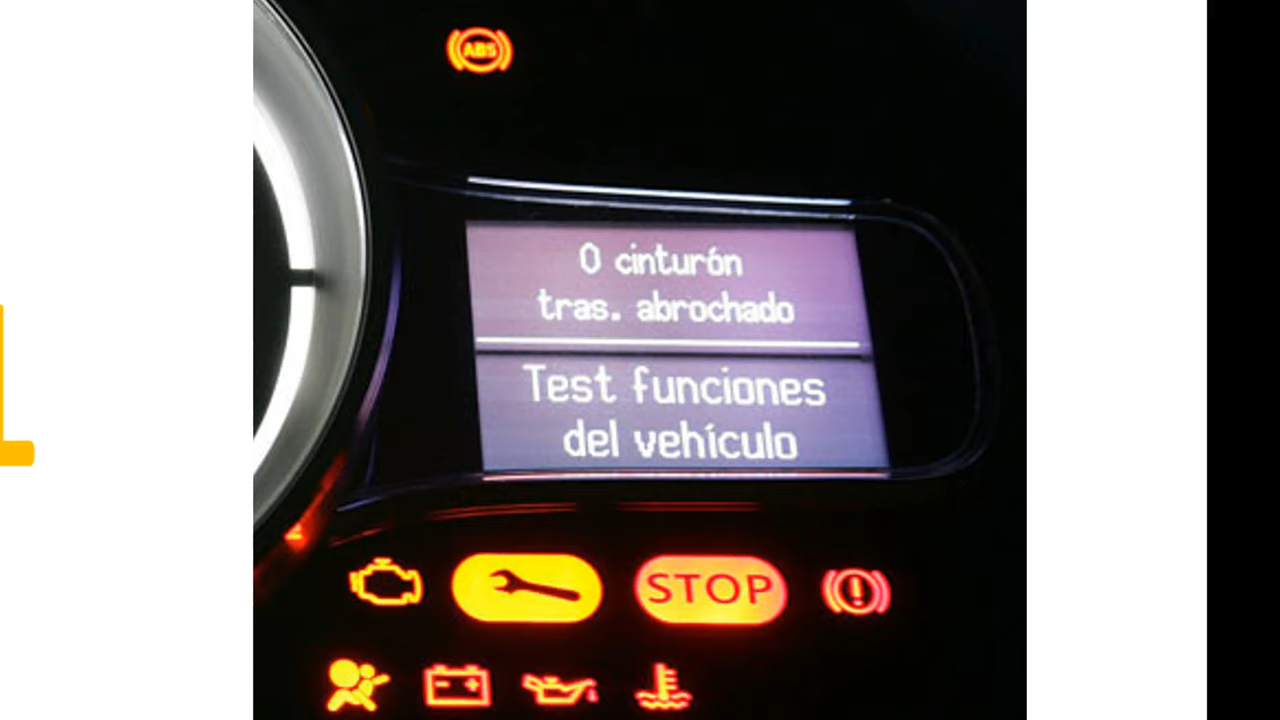 ABS
0 cinturón
tras. abrochado
Test funciones
del vehículo
STOP